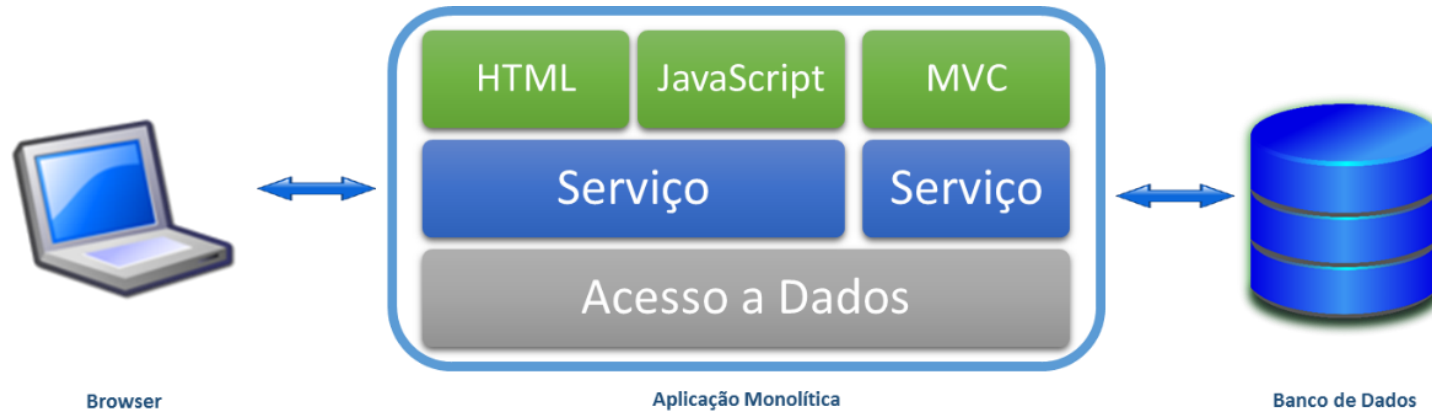 HTML JavaScript MVC
Serviço Serviço
Acesso a Dados
Browser Aplicação Monolítica Banco de Dados